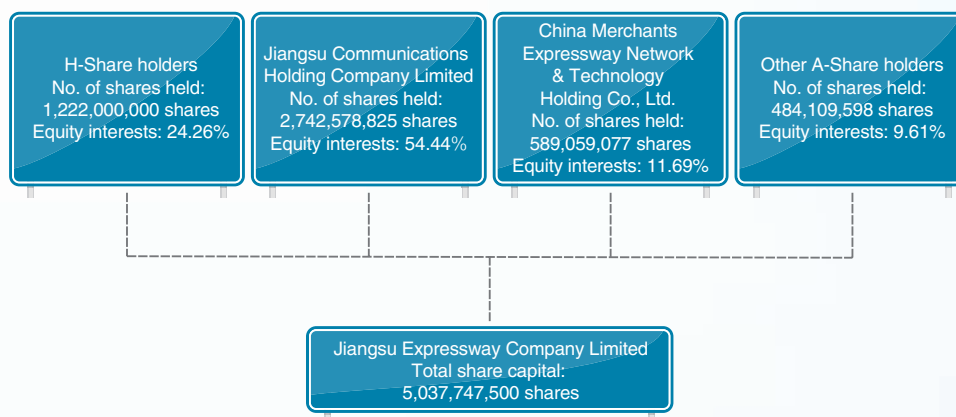 H-Share holders
No. of shares held:
1,222,000,000 shares
Equity interests: 24.26%
Jiangsu Communications
Holding Company Limited
No. of shares held:
2,742,578,825 shares
Equity interests: 54.44%
China Merchants
Expressway Network
& Technology
Holding Co., Ltd.
No. of shares held:
589,059,077 shares
Equity interests: 11.69%
Other A-Share holders
No. of shares held:
484,109,598 shares
Equity interests: 9.61%
Jiangsu Expressway Company Limited
Total share capital:
5,037,747,500 shares